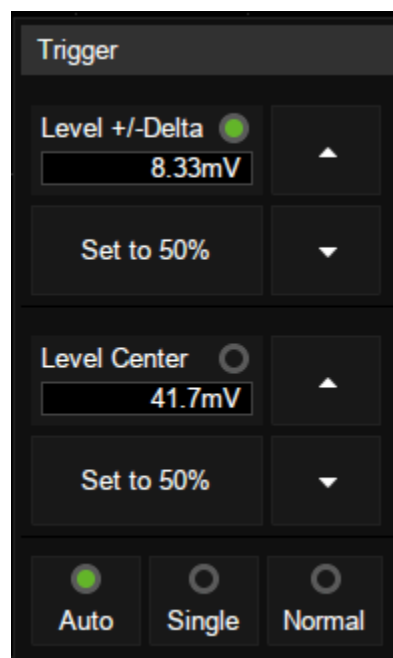 Trigger
Level +/-Delta
8.33mV
Set to 50%
Level Center
41.7mV
Set to 50%
Auto Single Normal